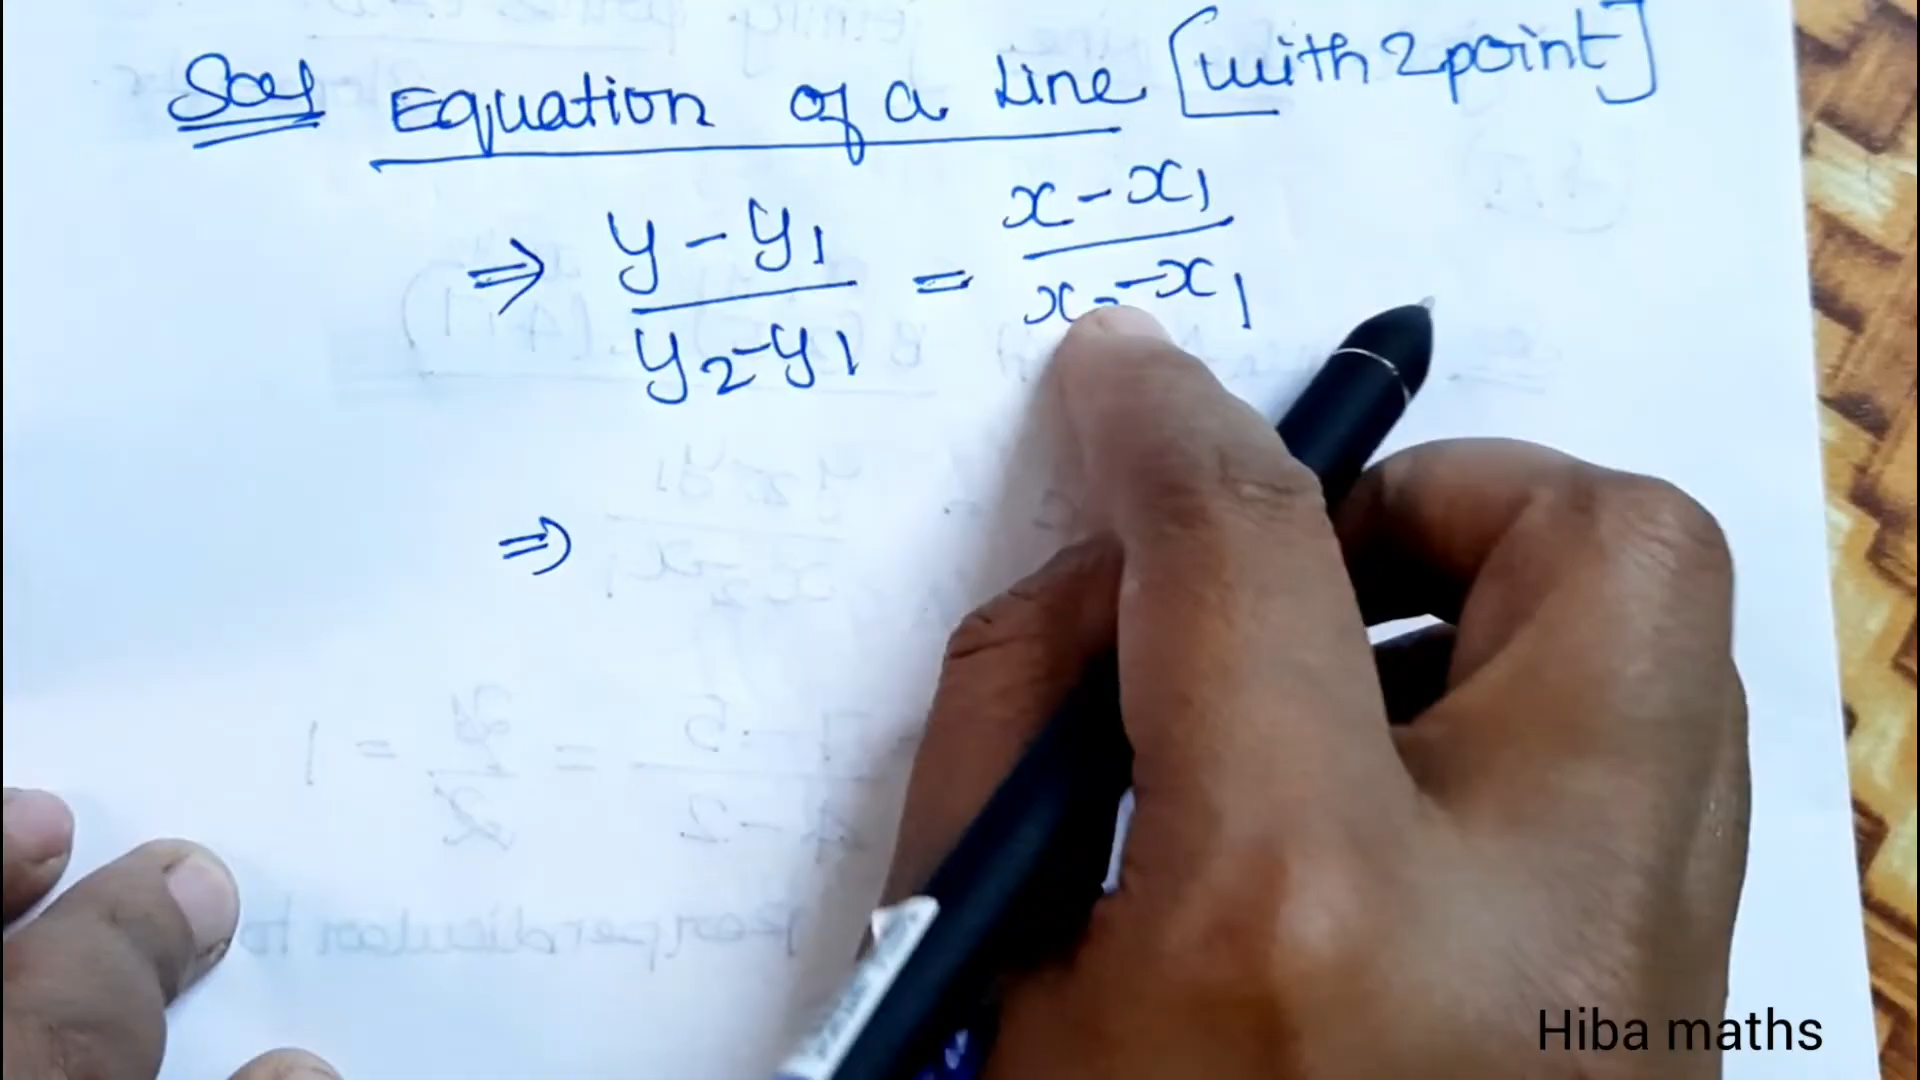 Sol Equation of a Line [with 2 point]
⇒ y - y1 / y2 - y1 = x - x1 / x2 - x1
⇒
Hiba maths